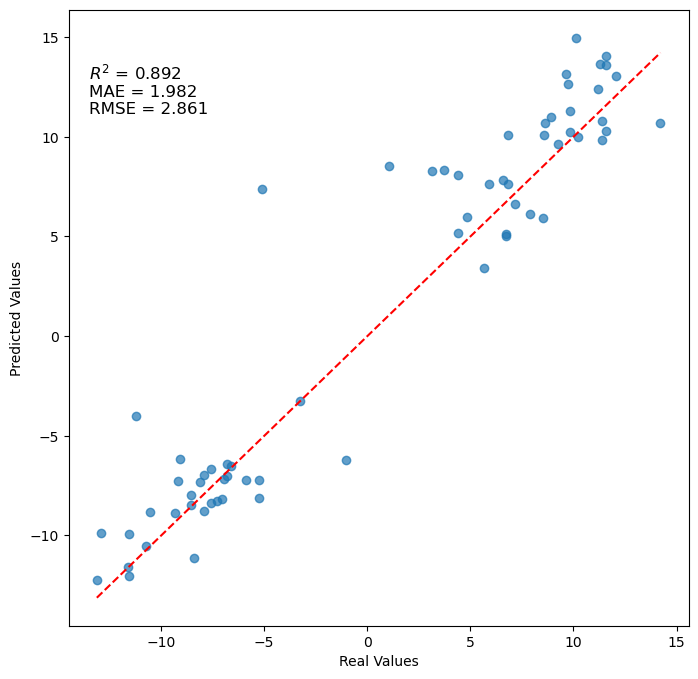 R² = 0.892
MAE = 1.982
RMSE = 2.861
15
10
5
0
−5
−10
Predicted Values
−10 −5 0 5 10 15
Real Values